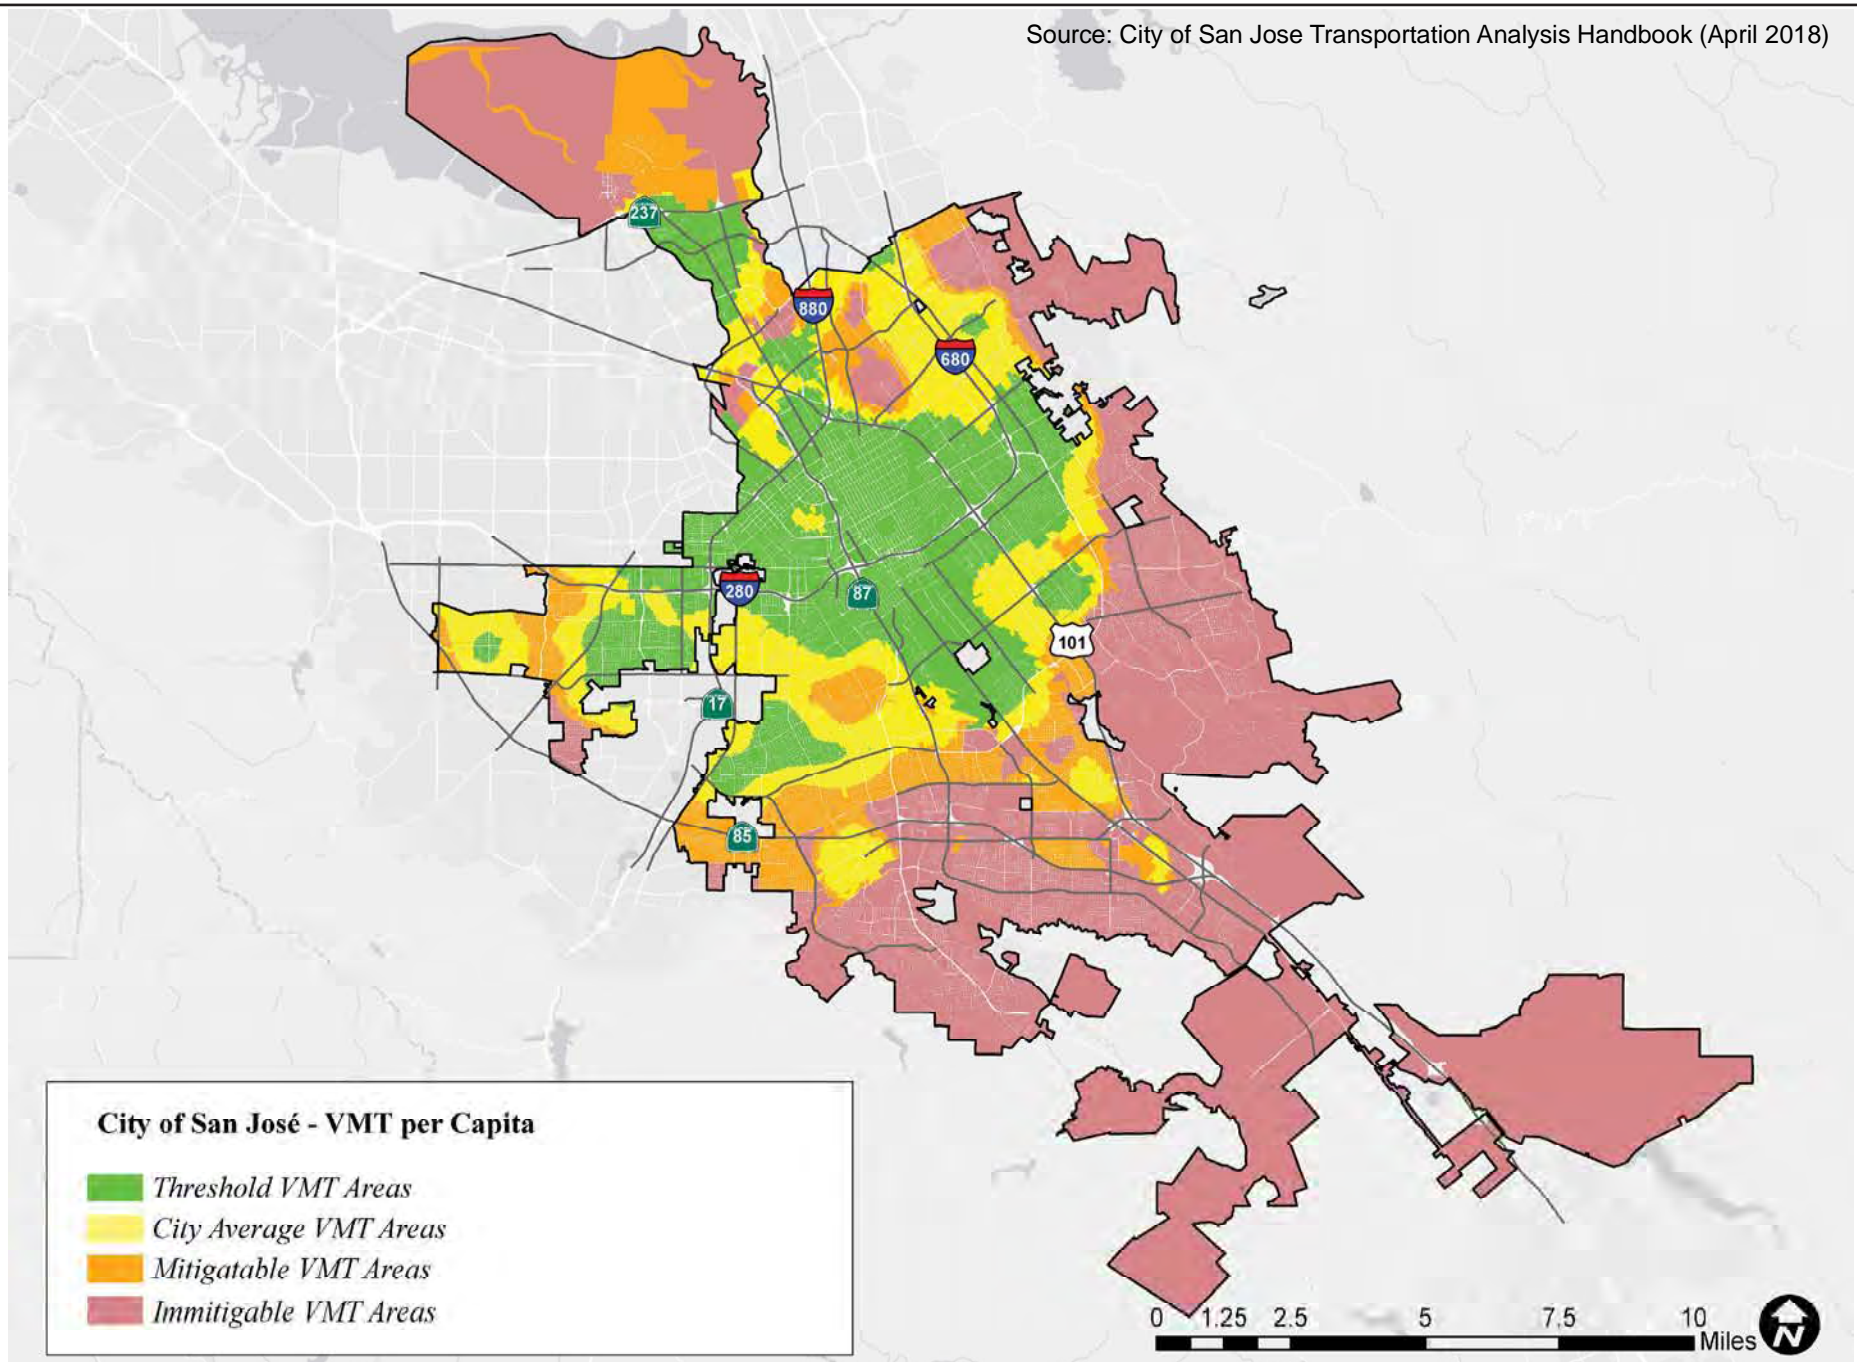 Source: City of San Jose Transportation Analysis Handbook (April 2018)
237
880
680
280
87
101
17
85
City of San José - VMT per Capita
Threshold VMT Areas
City Average VMT Areas
Mitigatable VMT Areas
Immitigable VMT Areas
0 1.25 2.5 5 7.5 10
Miles
N